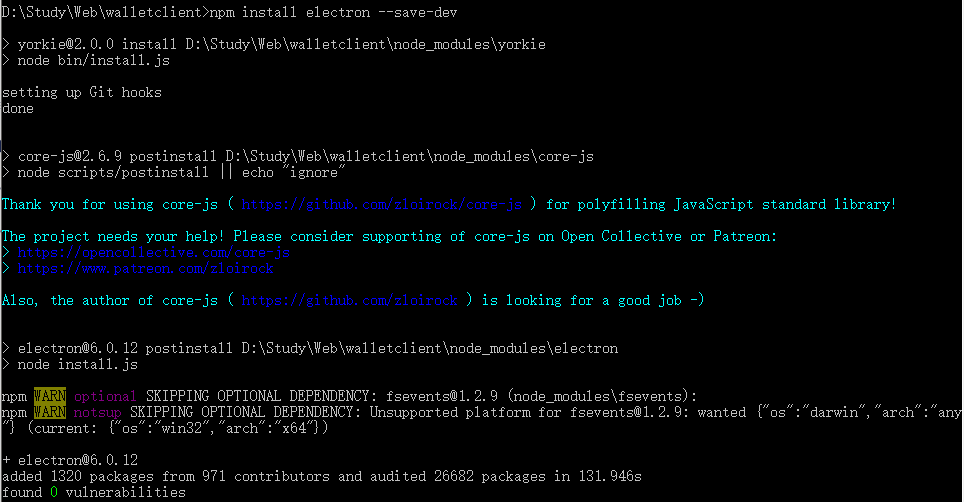 D:\Study\Web\walletclient>npm install electron --save-dev
> yorkie@2.0.0 install D:\Study\Web\walletclient\node_modules\yorkie
> node bin/install.js
setting up Git hooks
done
> core-js@2.6.9 postinstall D:\Study\Web\walletclient\node_modules\core-js
> node scripts/postinstall || echo "ignore"
Thank you for using core-js ( https://github.com/zloirock/core-js ) for polyfilling JavaScript standard library!
The project needs your help! Please consider supporting of core-js on Open Collective or Patreon:
> https://opencollective.com/core-js
> https://www.patreon.com/zloirock
Also, the author of core-js ( https://github.com/zloirock ) is looking for a good job -)
> electron@6.0.12 postinstall D:\Study\Web\walletclient\node_modules\electron
> node install.js
npm WARN optional SKIPPING OPTIONAL DEPENDENCY: fsevents@1.2.9 (node_modules\fsevents):
npm WARN notsup SKIPPING OPTIONAL DEPENDENCY: Unsupported platform for fsevents@1.2.9: wanted {"os":"darwin","arch":"any
"} (current: {"os":"win32","arch":"x64"})
+ electron@6.0.12
added 1320 packages from 971 contributors and audited 26682 packages in 131.946s
found 0 vulnerabilities